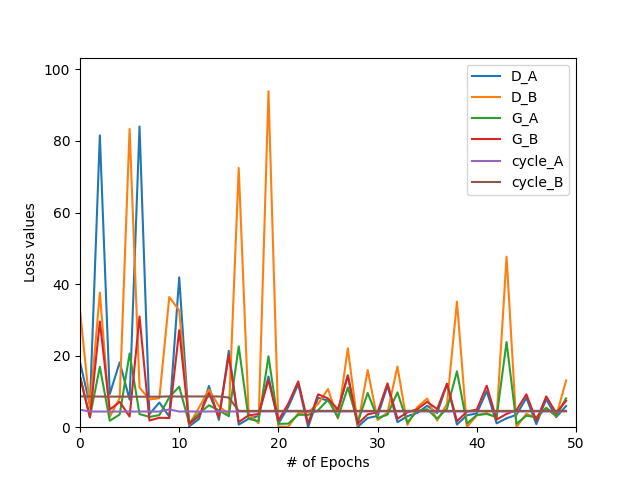 100
80
60
40
20
0
Loss values
0 10 20 30 40 50
# of Epochs
D_A
D_B
G_A
G_B
cycle_A
cycle_B